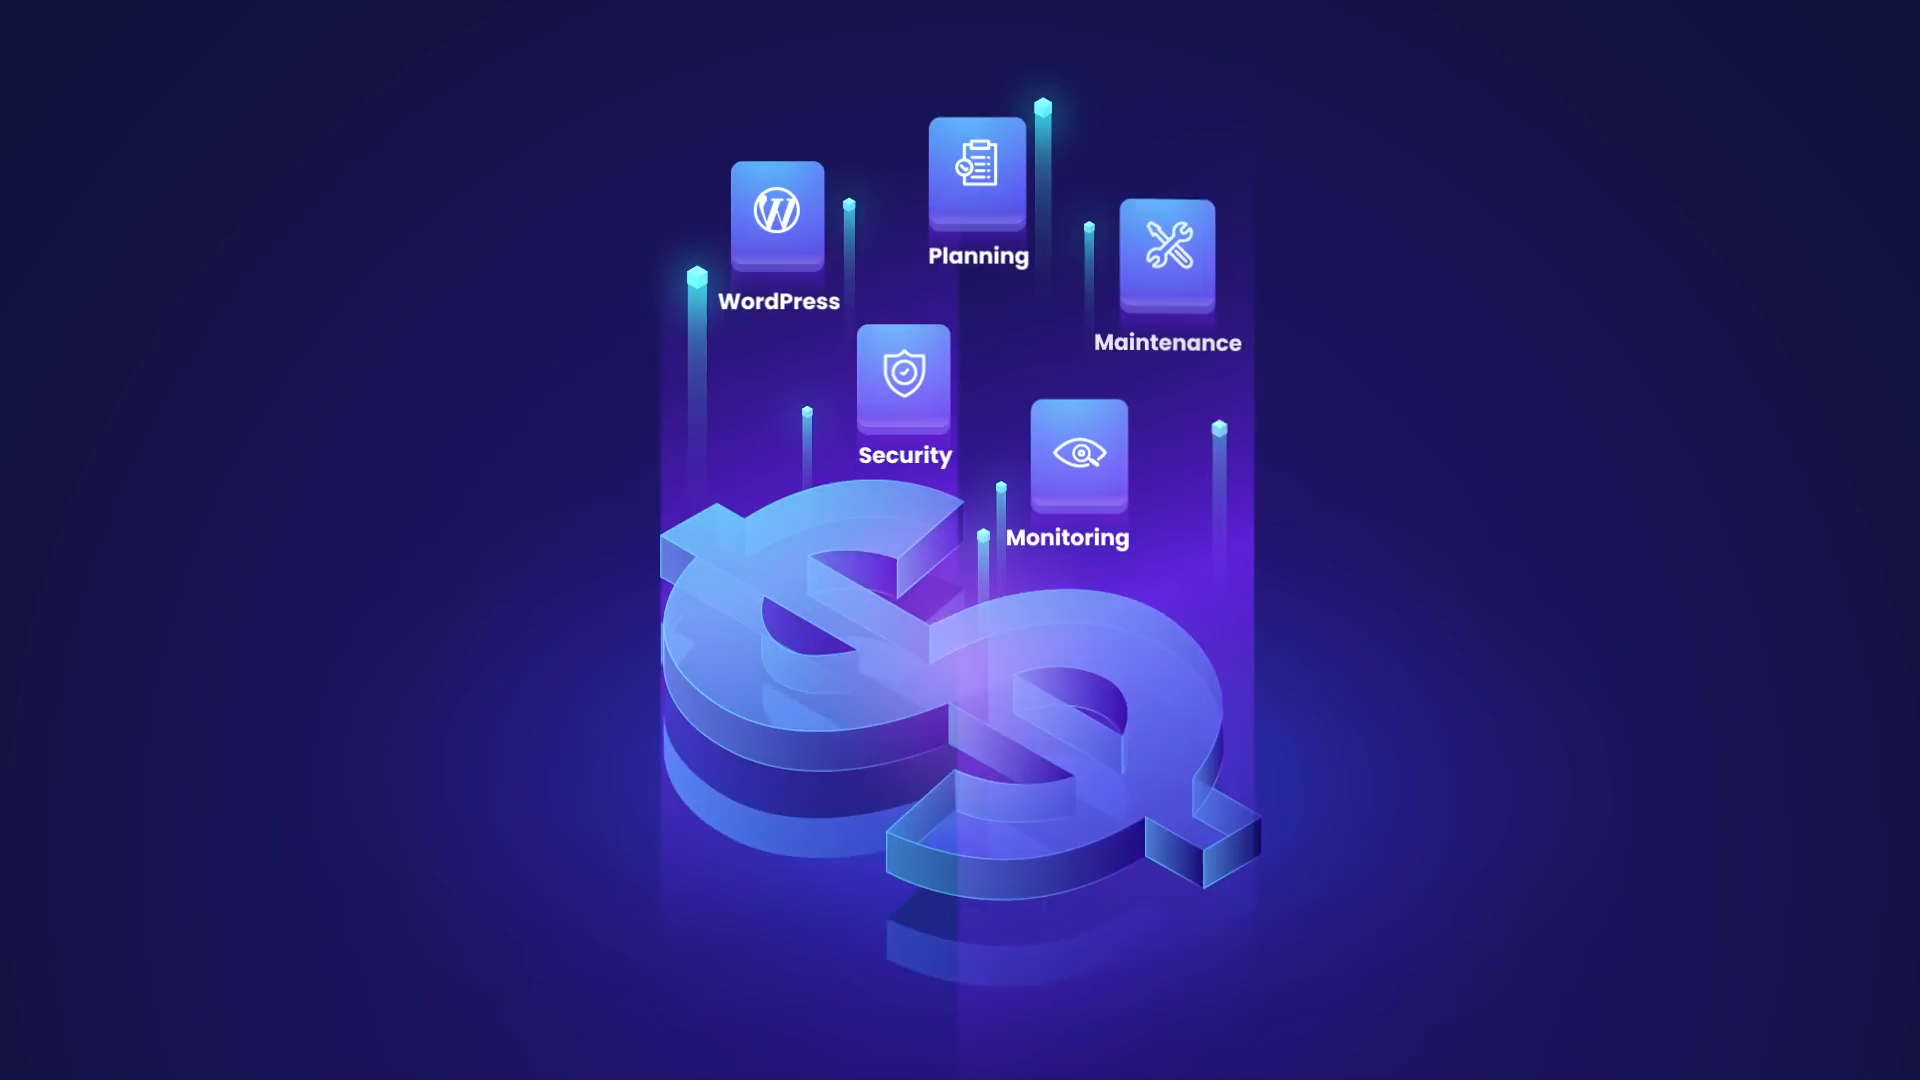 Planning
WordPress
Maintenance
Security
Monitoring